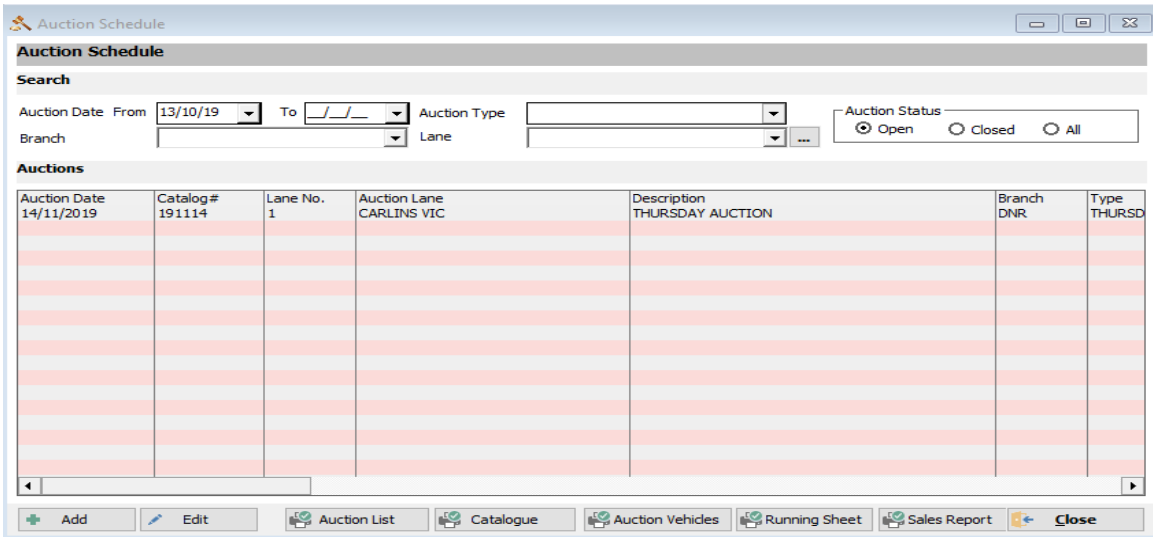 Auction Schedule
Auction Schedule
Search
Auction Date From 13/10/19 To __/__/__ Auction Type
Auction Status
Open Closed All
Branch Lane ...
Auctions
Auction Date Catalog# Lane No. Auction Lane Description Branch Type
14/11/2019 191114 1 CARLINS VIC THURSDAY AUCTION DNR THURSD
Add Edit Auction List Catalogue Auction Vehicles Running Sheet Sales Report Close